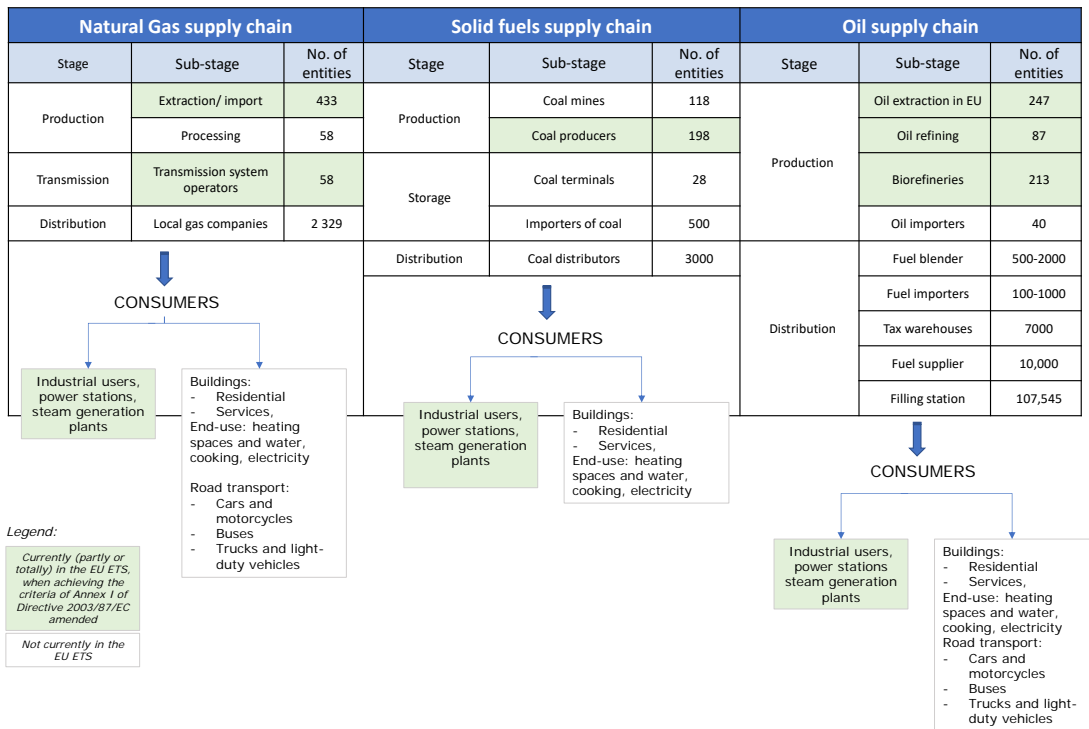 Natural Gas supply chain
Solid fuels supply chain
Oil supply chain
Stage
Sub-stage
No. of
entities
Stage
Sub-stage
No. of
entities
Stage
Sub-stage
No. of
entities
Production
Extraction/ import
433
Processing
58
Transmission
Transmission system
operators
58
Distribution
Local gas companies
2 329
CONSUMERS
Industrial users,
power stations,
steam generation
plants
Buildings:
- Residential
- Services,
End-use: heating
spaces and water,
cooking, electricity
Road transport:
- Cars and
motorcycles
- Buses
- Trucks and light-
duty vehicles
Production
Coal mines
118
Coal producers
198
Storage
Coal terminals
28
Importers of coal
500
Distribution
Coal distributors
3000
CONSUMERS
Industrial users,
power stations,
steam generation
plants
Buildings:
- Residential
- Services,
End-use: heating
spaces and water,
cooking, electricity
Production
Oil extraction in EU
247
Oil refining
87
Biorefineries
213
Oil importers
40
Distribution
Fuel blender
500-2000
Fuel importers
100-1000
Tax warehouses
7000
Fuel supplier
10,000
Filling station
107,545
CONSUMERS
Industrial users,
power stations
steam generation
plants
Buildings:
- Residential
- Services,
End-use: heating
spaces and water,
cooking, electricity
Road transport:
- Cars and
motorcycles
- Buses
- Trucks and light-
duty vehicles
Legend:
Currently (partly or
totally) in the EU ETS,
when achieving the
criteria of Annex I of
Directive 2003/87/EC
amended
Not currently in the
EU ETS